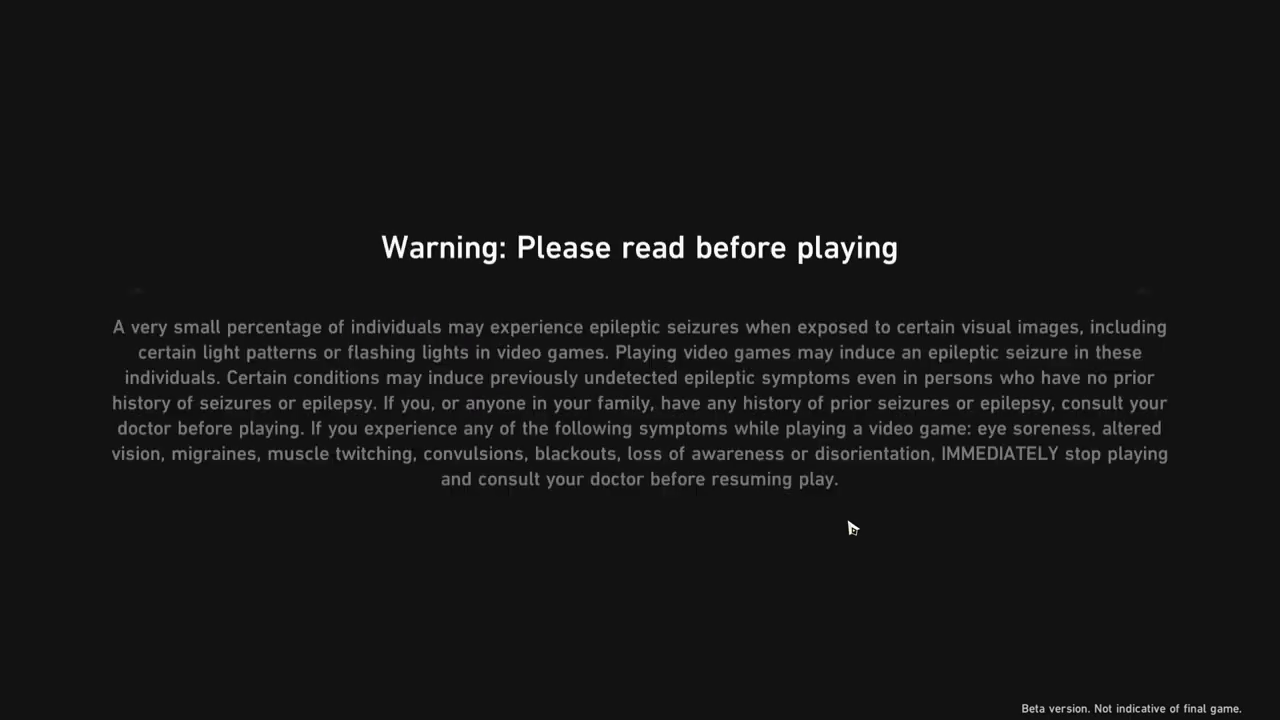 Warning: Please read before playing
A very small percentage of individuals may experience epileptic seizures when exposed to certain visual images, including
certain light patterns or flashing lights in video games. Playing video games may induce an epileptic seizure in these
individuals. Certain conditions may induce previously undetected epileptic symptoms even in persons who have no prior
history of seizures or epilepsy. If you, or anyone in your family, have any history of prior seizures or epilepsy, consult your
doctor before playing. If you experience any of the following symptoms while playing a video game: eye soreness, altered
vision, migraines, muscle twitching, convulsions, blackouts, loss of awareness or disorientation, IMMEDIATELY stop playing
and consult your doctor before resuming play.
Beta version. Not indicative of final game.